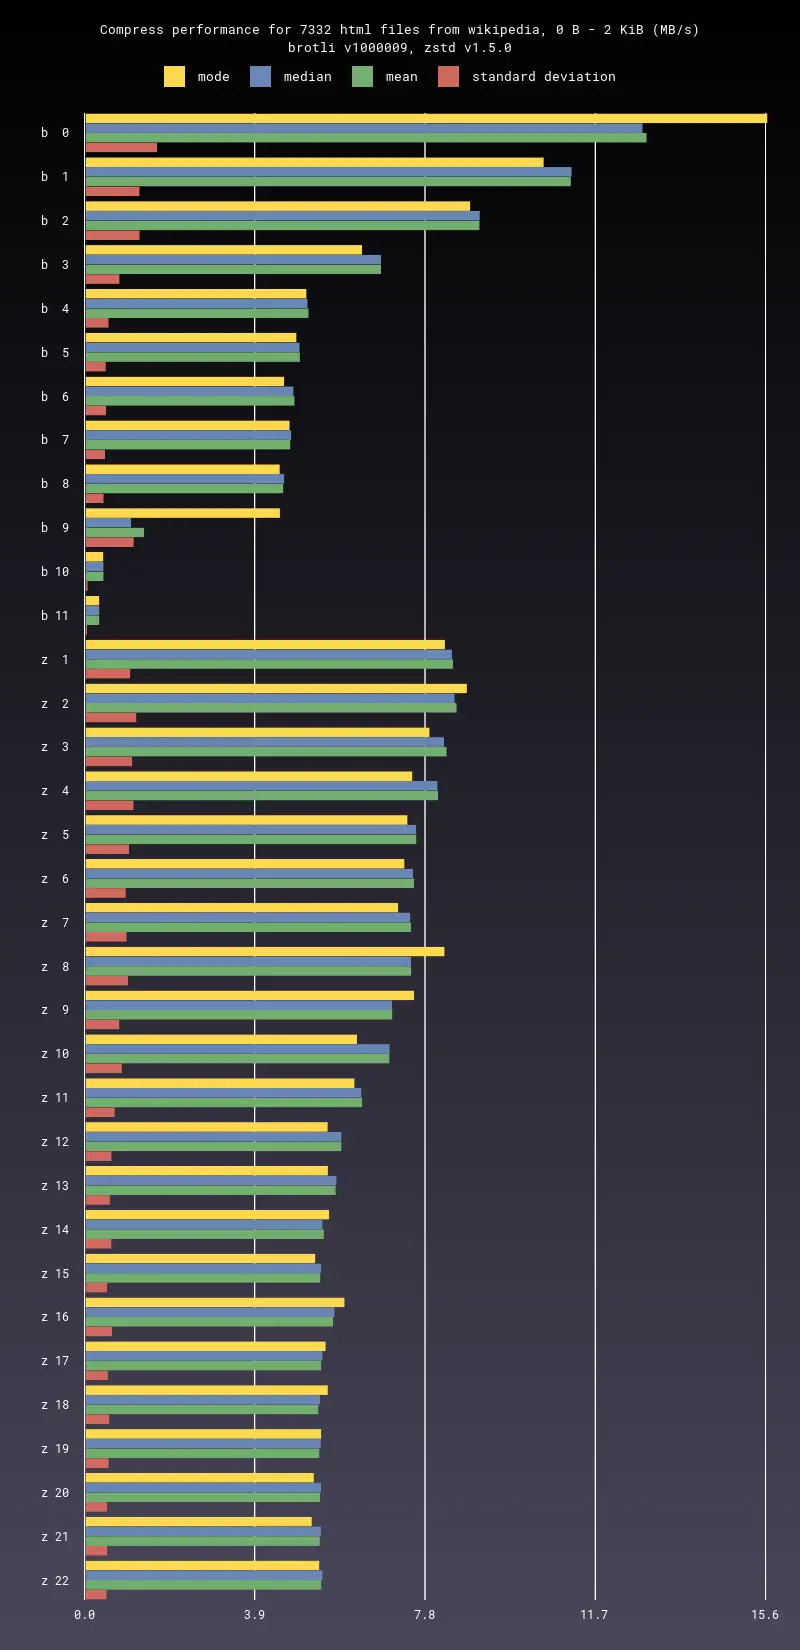 Compress performance for 7332 html files from wikipedia, 0 B - 2 KiB (MB/s)
brotli v1000009, zstd v1.5.0
mode median mean standard deviation
b 0
b 1
b 2
b 3
b 4
b 5
b 6
b 7
b 8
b 9
b 10
b 11
z 1
z 2
z 3
z 4
z 5
z 6
z 7
z 8
z 9
z 10
z 11
z 12
z 13
z 14
z 15
z 16
z 17
z 18
z 19
z 20
z 21
z 22
0.0 3.9 7.8 11.7 15.6